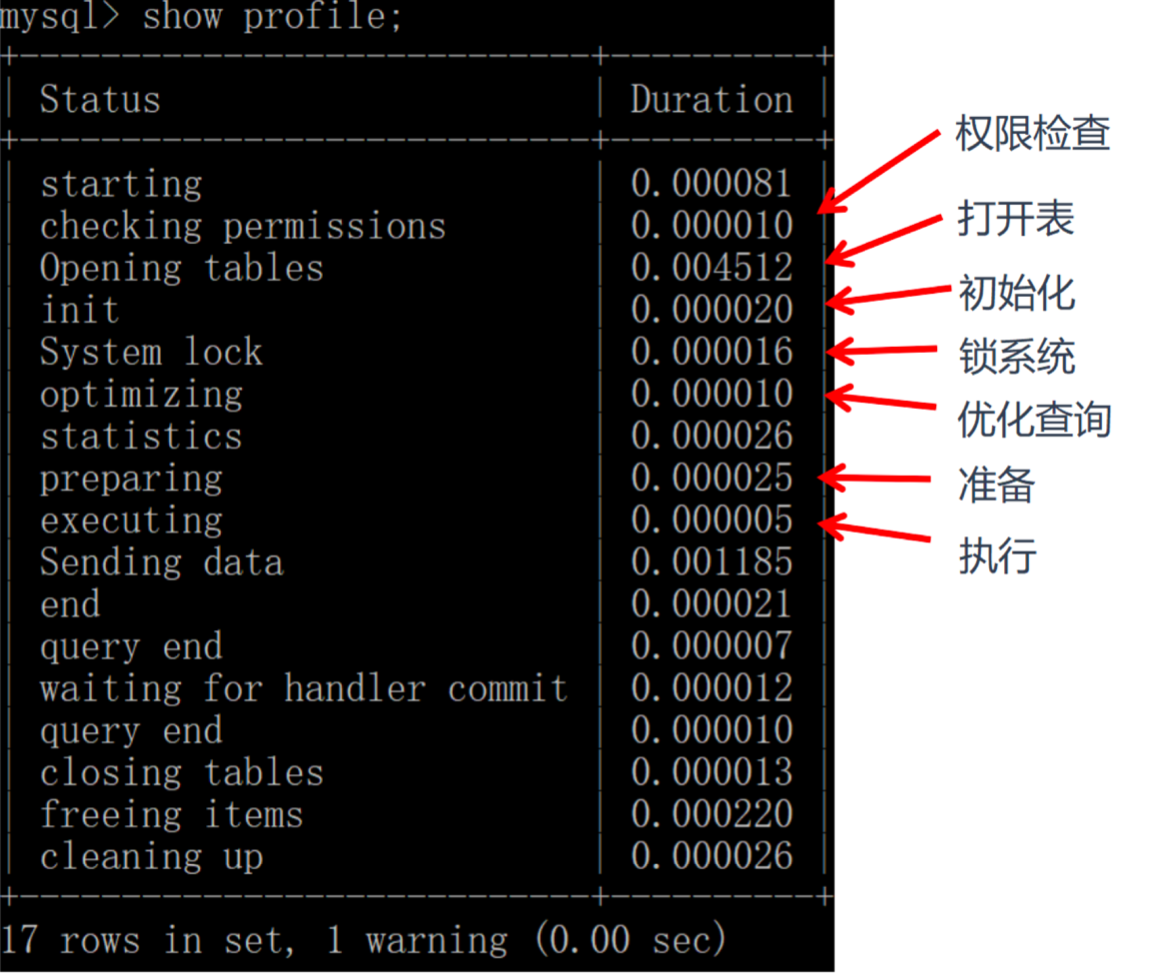 mysql> show profile;
Status Duration
starting 0.000081
checking permissions 0.000010
权限检查
Opening tables 0.004512
打开表
init 0.000020
初始化
System lock 0.000016
锁系统
optimizing 0.000010
优化查询
statistics 0.000026
preparing 0.000025
准备
executing 0.000005
执行
Sending data 0.001185
end 0.000021
query end 0.000007
waiting for handler commit 0.000012
query end 0.000010
closing tables 0.000013
freeing items 0.000220
cleaning up 0.000026
17 rows in set, 1 warning (0.00 sec)